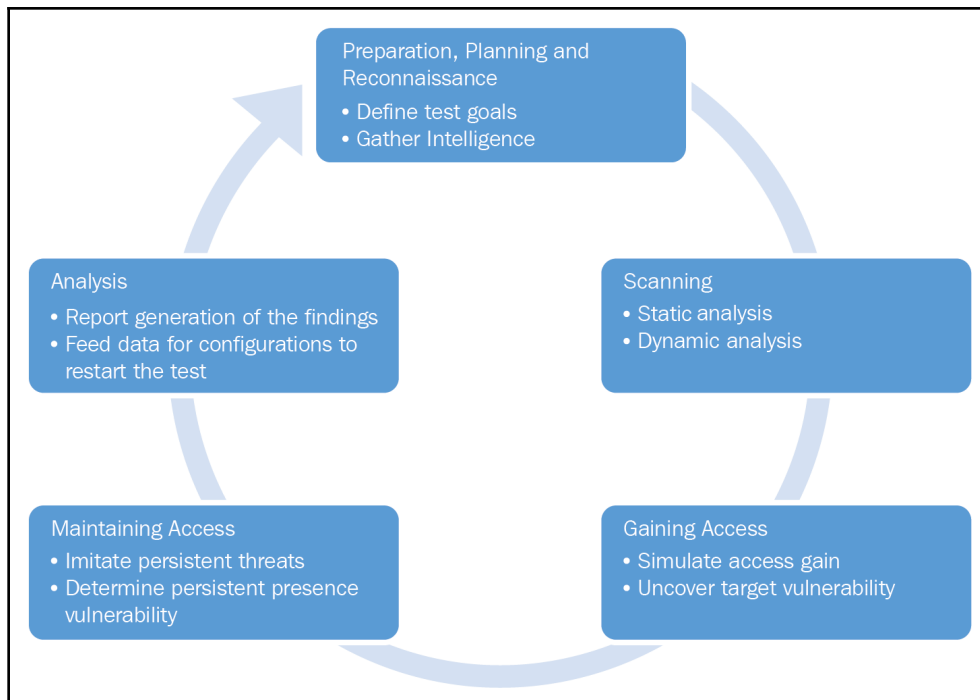 Preparation, Planning and
Reconnaissance
• Define test goals
• Gather Intelligence
Scanning
• Static analysis
• Dynamic analysis
Gaining Access
• Simulate access gain
• Uncover target vulnerability
Maintaining Access
• Imitate persistent threats
• Determine persistent presence
vulnerability
Analysis
• Report generation of the findings
• Feed data for configurations to
restart the test